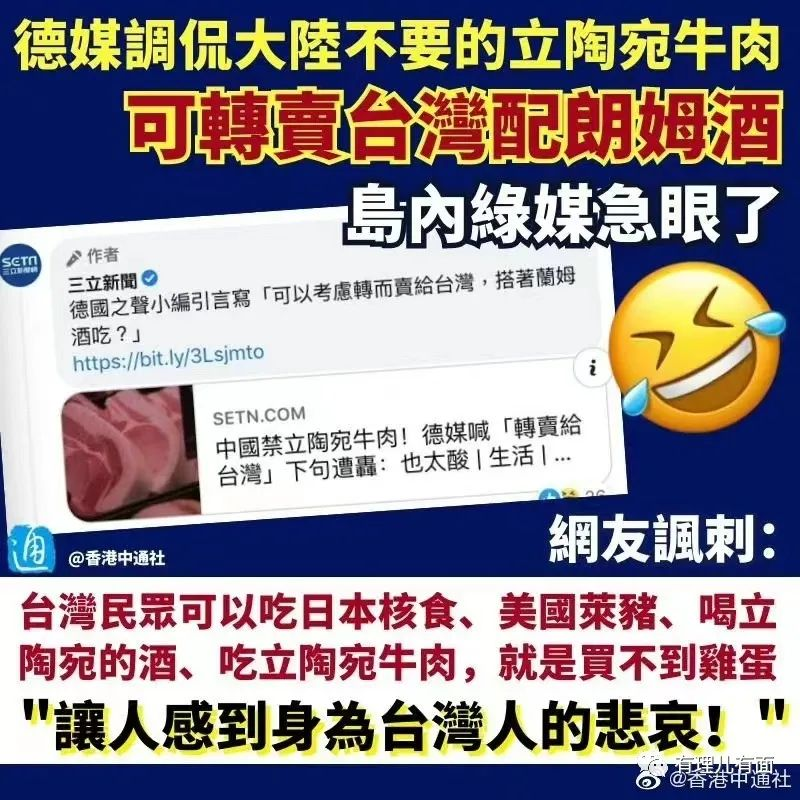 德媒調侃大陸不要的立陶宛牛肉
可轉賣台灣配朗姆酒
島內綠媒急眼了
SETN
三立新聞網
作者
三立新聞
德國之聲小編引言寫「可以考慮轉而賣給台灣，搭著蘭姆
酒吃？」
https://bit.ly/3Lsjmto
i
SETN.COM
中國禁立陶宛牛肉！德媒喊「轉賣給
台灣」下句遭轟：也太酸 | 生活 | ...
26
通
@香港中通社
網友諷刺：
台灣民眾可以吃日本核食、美國萊豬、喝立
陶宛的酒、吃立陶宛牛肉，就是買不到雞蛋
"讓人感到身為台灣人的悲哀！"
有理儿有面
@香港中通社